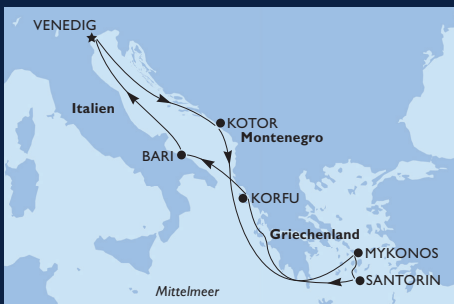 VENEDIG
Italien
KOTOR
Montenegro
BARI
KORFU
Griechenland
MYKONOS
SANTORIN
Mittelmeer